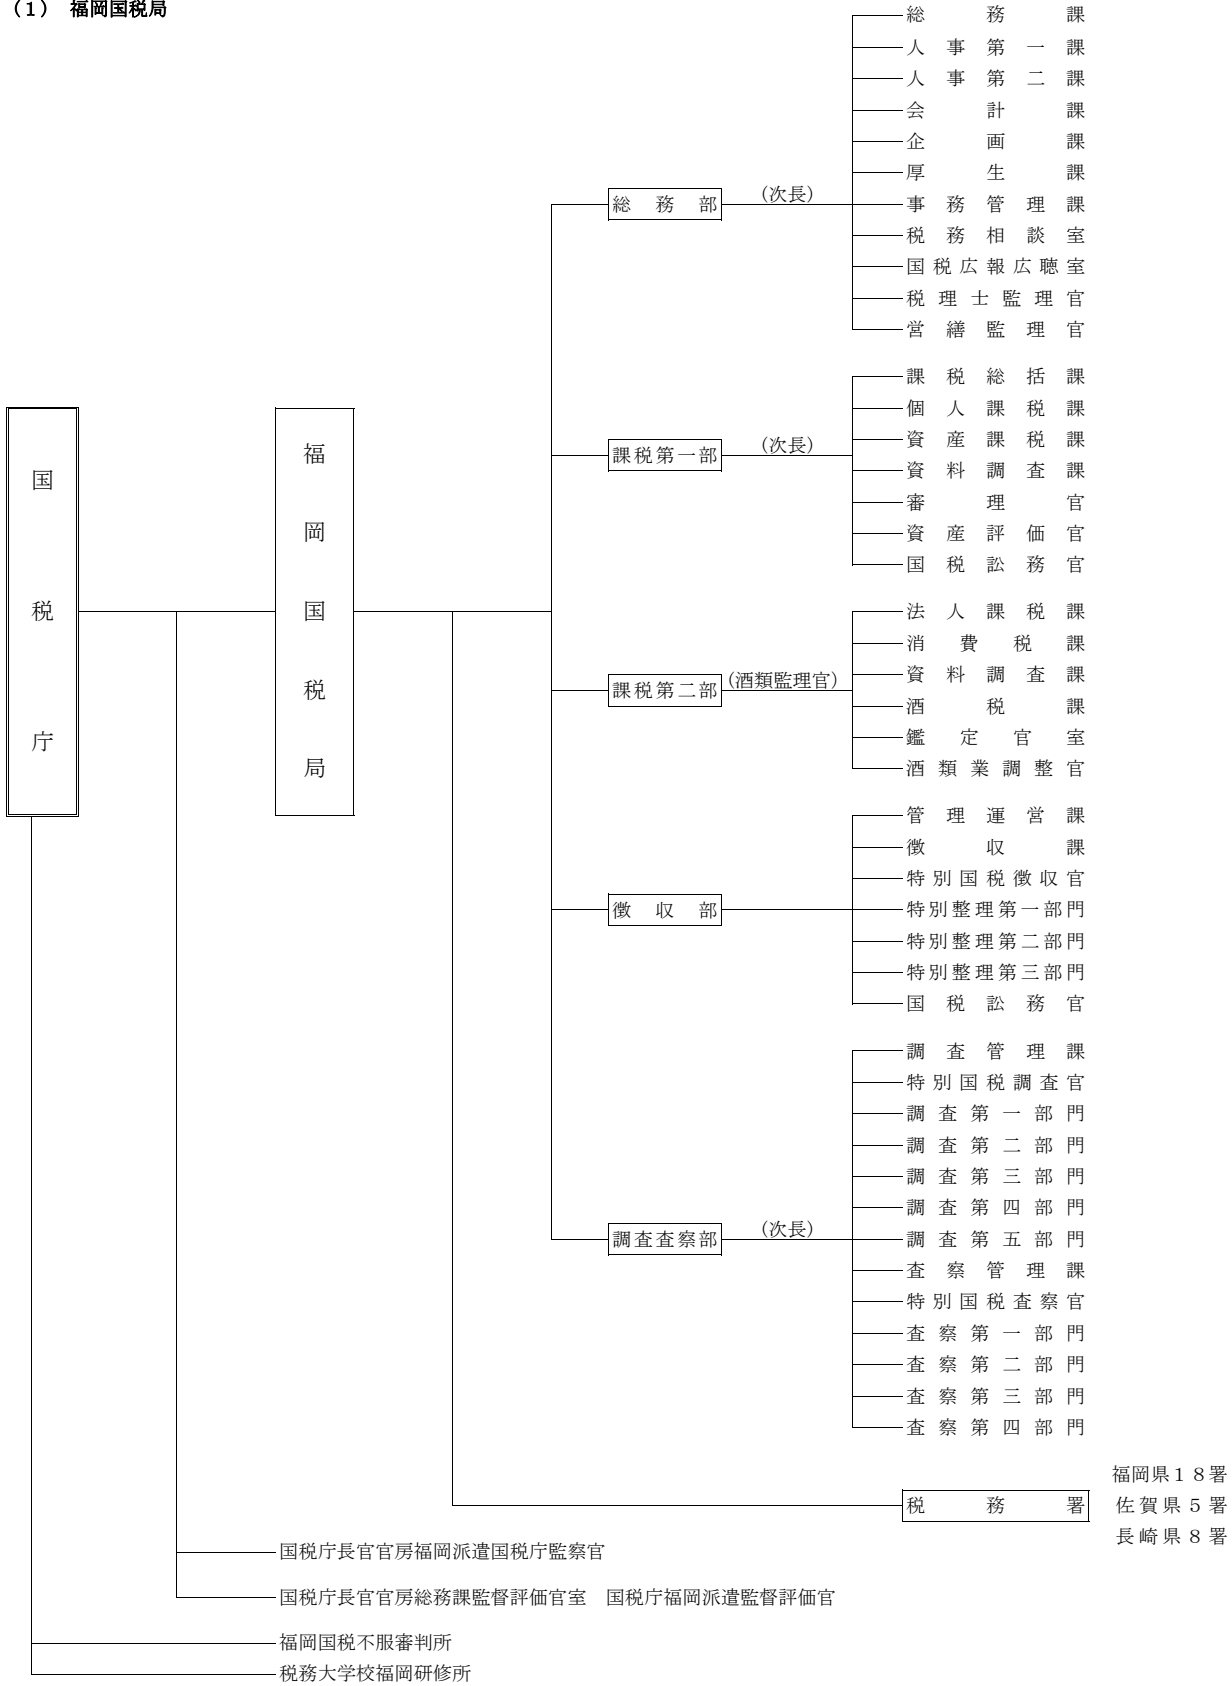 （１） 福岡国税局
国税庁
福岡国税局
総務部
（次長）
総務課
人事第一課
人事第二課
会計課
企画課
厚生課
事務管理課
税務相談室
国税広報広聴室
税理士監理官
営繕監理官
課税第一部
（次長）
課税総括課
個人課税課
資産課税課
資料調査課
審理官
資産評価官
国税訟務官
課税第二部
（酒類監理官）
法人課税課
消費税課
資料調査課
酒税課
鑑定官室
酒類業調整官
徴収部
管理運営課
徴収課
特別国税徴収官
特別整理第一部門
特別整理第二部門
特別整理第三部門
国税訟務官
調査査察部
（次長）
調査管理課
特別国税調査官
調査第一部門
調査第二部門
調査第三部門
調査第四部門
調査第五部門
査察管理課
特別国税査察官
査察第一部門
査察第二部門
査察第三部門
査察第四部門
税務署
福岡県１８署
佐賀県５署
長崎県８署
国税庁長官官房福岡派遣国税庁監察官
国税庁長官官房総務課監督評価官室　国税庁福岡派遣監督評価官
福岡国税不服審判所
税務大学校福岡研修所